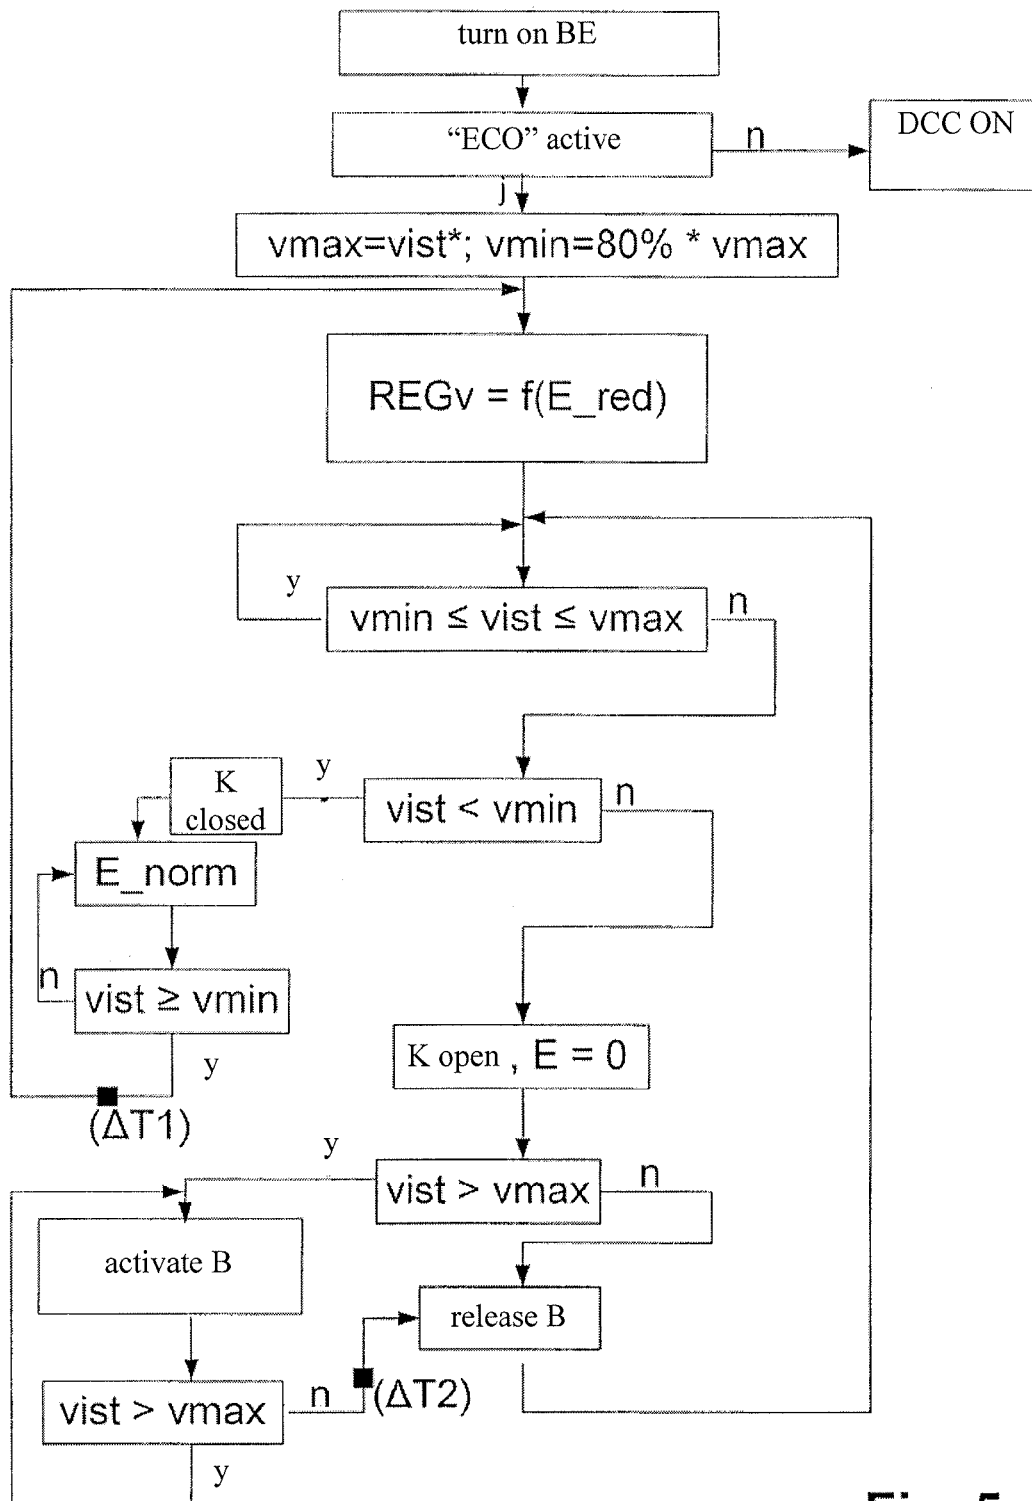 turn on BE
“ECO” active
n
DCC ON
j
vmax=vist*; vmin=80% * vmax
REGv = f(E_red)
y
vmin ≤ vist ≤ vmax
n
K
closed
y
vist < vmin
n
E_norm
n
vist ≥ vmin
y
(ΔT1)
K open , E = 0
y
vist > vmax
n
activate B
release B
vist > vmax
n
(ΔT2)
y